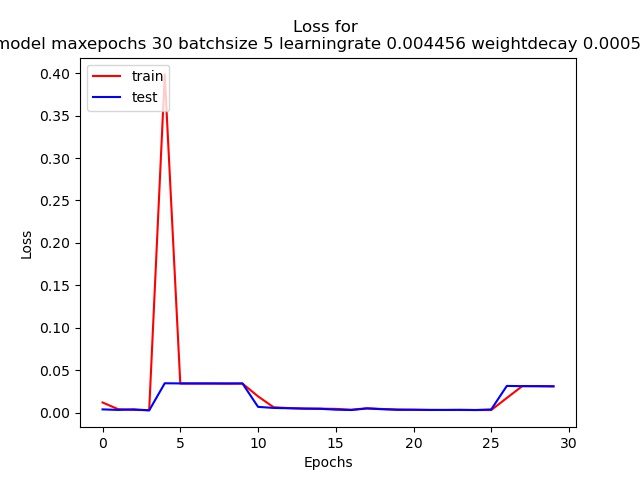 Loss for
model maxepochs 30 batchsize 5 learningrate 0.004456 weightdecay 0.0005
train
test
0.40
0.35
0.30
0.25
0.20
0.15
0.10
0.05
0.00
Loss
0 5 10 15 20 25 30
Epochs